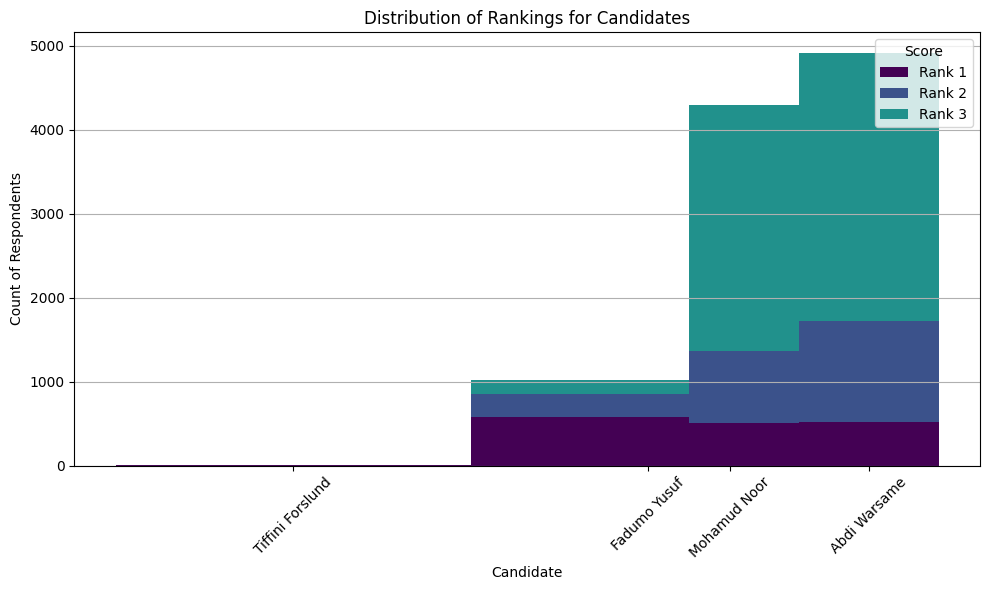 Distribution of Rankings for Candidates
Score
Rank 1
Rank 2
Rank 3
Count of Respondents
5000
4000
3000
2000
1000
0
Tiffini Forslund
Fadumo Yusuf
Mohamud Noor
Abdi Warsame
Candidate